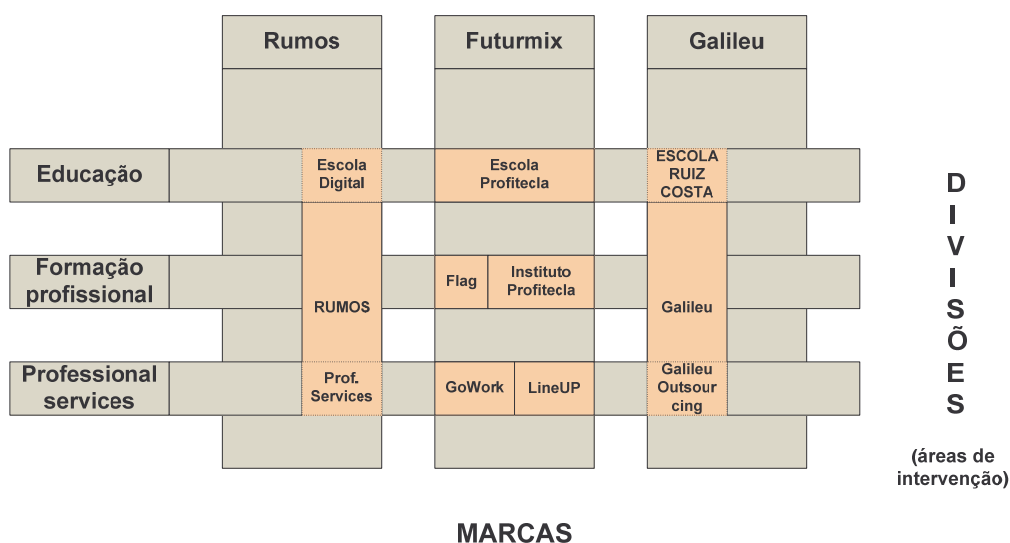 Rumos
Futurmix
Galileu
Educação
Escola
Digital
Escola
Profitecla
ESCOLA
RUIZ
COSTA
Formação
profissional
RUMOS
Flag
Instituto
Profitecla
Galileu
Professional
services
Prof.
Services
GoWork
LineUP
Galileu
Outsour
cing
D
I
V
I
S
Õ
E
S
(áreas de
intervenção)
MARCAS